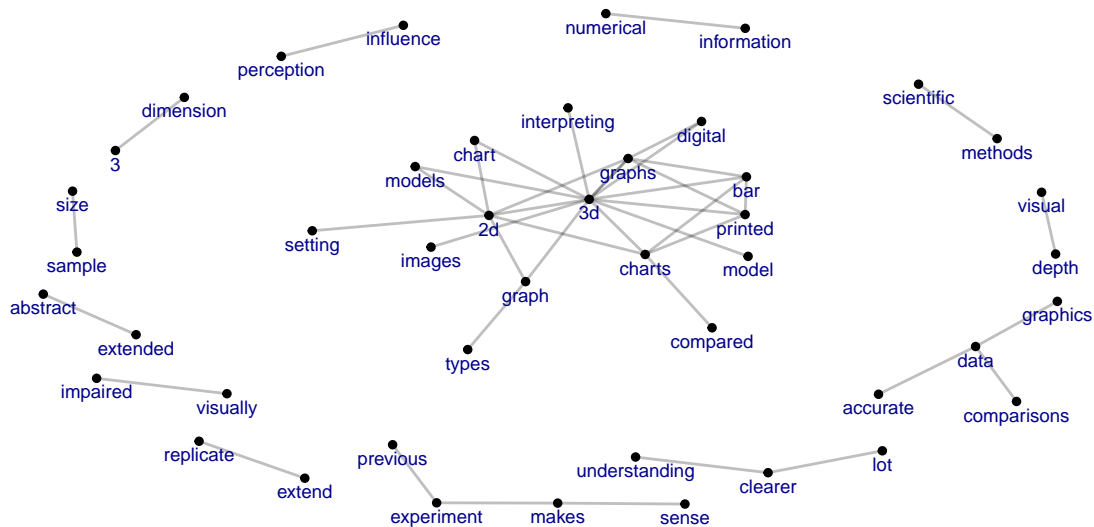 numerical
influence
information
perception
scientific
dimension
interpreting
digital
chart
methods
3
graphs
models
bar
size
visual
3d
printed
2d
setting
images
charts
model
sample
depth
graph
abstract
graphics
compared
extended
types
data
impaired
visually
accurate
comparisons
replicate
previous
understanding
lot
extend
clearer
experiment
makes
sense